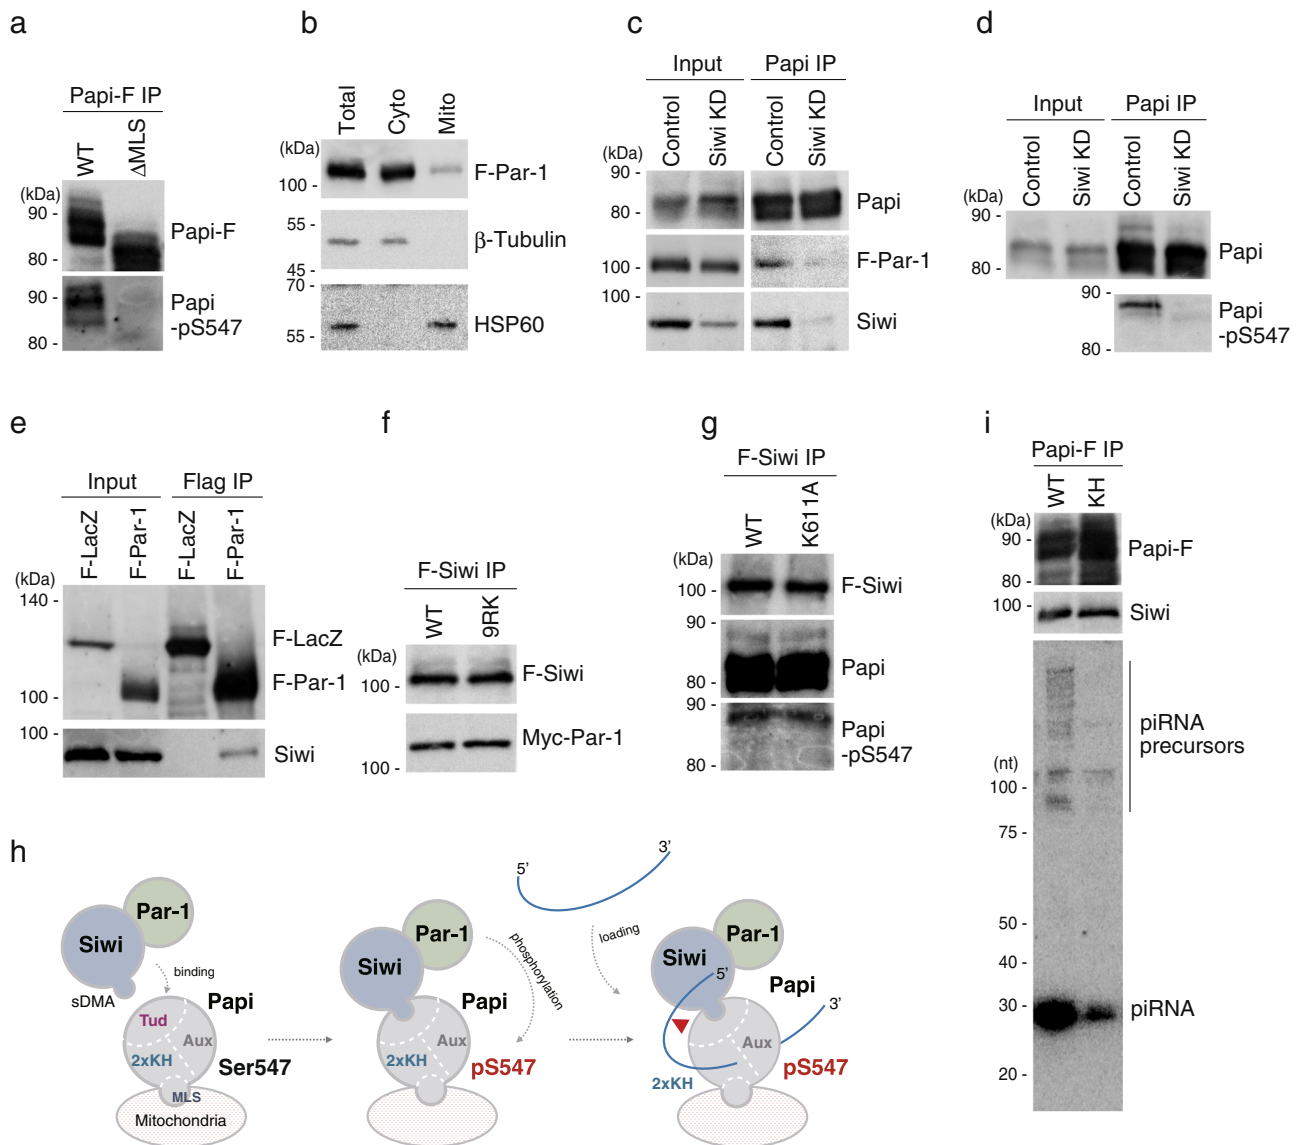 a
Papi-F IP
WT
ΔMLS
(kDa)
90 -
80 -
Papi-F
90 -
80 -
Papi
-pS547
b
Total
Cyto
Mito
(kDa)
100 -
F-Par-1
55 -
45 -
β-Tubulin
70 -
55 -
HSP60
c
Input
Papi IP
Control
Siwi KD
Control
Siwi KD
(kDa)
90 -
80 -
Papi
100 -
F-Par-1
100 -
Siwi
d
Input
Papi IP
Control
Siwi KD
Control
Siwi KD
(kDa)
90 -
80 -
Papi
90 -
80 -
Papi
-pS547
e
Input
Flag IP
F-LacZ
F-Par-1
F-LacZ
F-Par-1
(kDa)
140 -
100 -
F-LacZ
F-Par-1
100 -
Siwi
f
F-Siwi IP
WT
9RK
(kDa)
100 -
F-Siwi
100 -
Myc-Par-1
g
F-Siwi IP
WT
K611A
(kDa)
100 -
F-Siwi
90 -
80 -
Papi
90 -
80 -
Papi
-pS547
i
Papi-F IP
WT
KH
(kDa)
90 -
80 -
Papi-F
100 -
Siwi
piRNA
precursors
(nt)
100 -
75 -
50 -
40 -
30 -
20 -
piRNA
h
Par-1
Siwi
sDMA
binding
Papi
Tud
Aux
2xKH
Ser547
MLS
Mitochondria
Par-1
Siwi
phosphorylation
Papi
Aux
2xKH
pS547
5’
3’
loading
Par-1
Siwi
5’
Papi
3’
Aux
2xKH
pS547